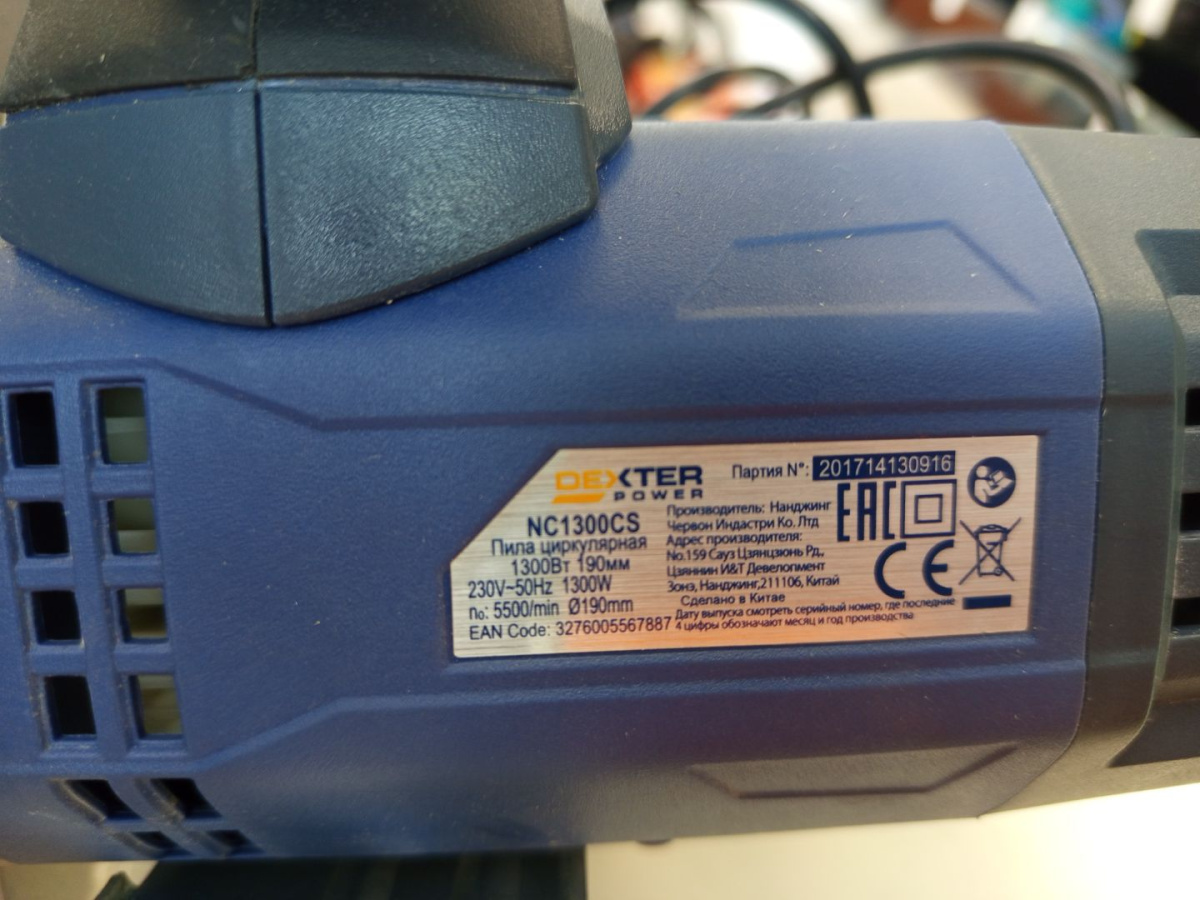 DEXTER
POWER
NC1300CS
Пила циркулярная
1300Вт 190мм
230V~50Hz 1300W
n₀: 5500/min Ø190mm
EAN Code: 3276005567887
Партия N°: 201714130916
Производитель: Нанджинг
Червон Индастри Ко. Лтд
Адрес производителя:
No.159 Сауз Цзянцзюнь Рд.,
Цзяннин И&Т Девелопмент
Зонэ, Нанджинг,211106, Китай
Сделано в Китае
Дату выпуска смотреть серийный номер, где последние
4 цифры обозначают месяц и год производства
EAC
CE